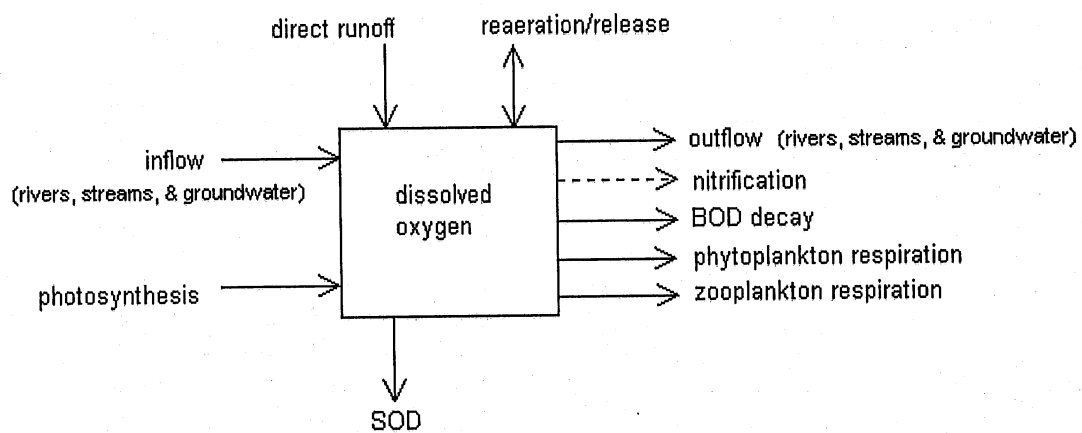 direct runoff
reaeration/release
inflow
(rivers, streams, & groundwater)
photosynthesis
dissolved
oxygen
outflow (rivers, streams, & groundwater)
nitrification
BOD decay
phytoplankton respiration
zooplankton respiration
SOD